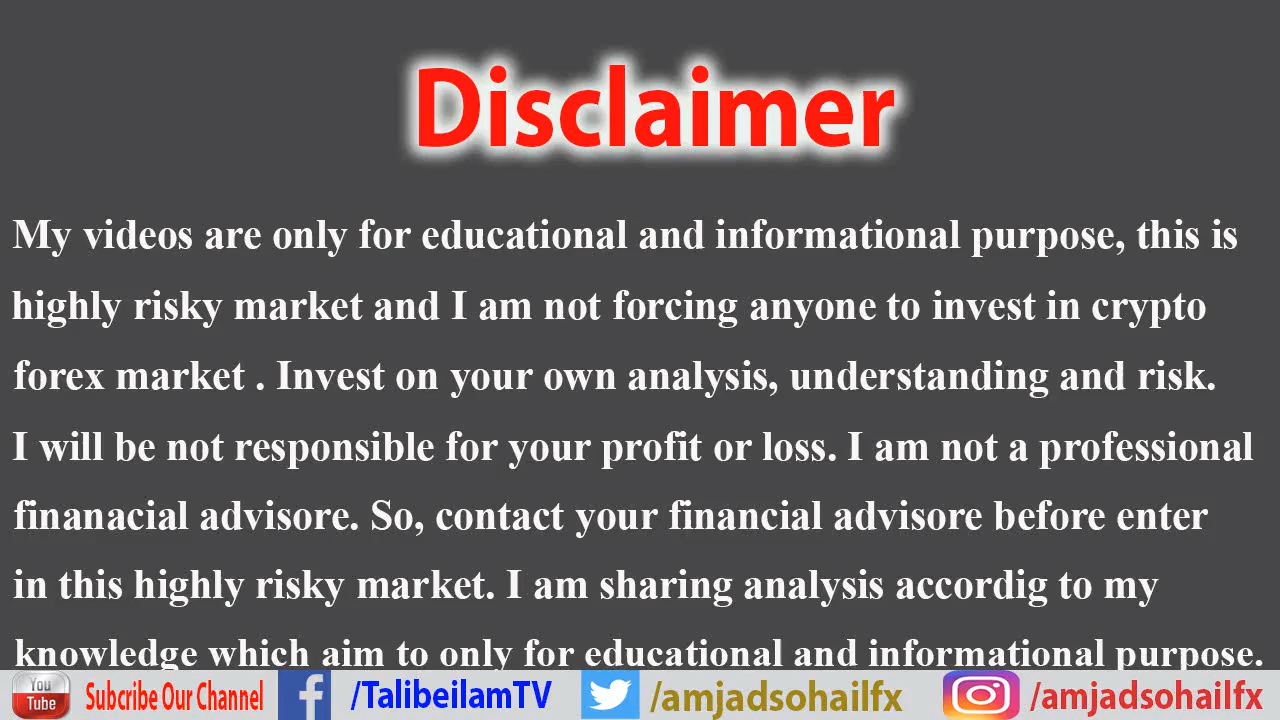 Disclaimer
My videos are only for educational and informational purpose, this is
highly risky market and I am not forcing anyone to invest in crypto
forex market . Invest on your own analysis, understanding and risk.
I will be not responsible for your profit or loss. I am not a professional
finanacial advisore. So, contact your financial advisore before enter
in this highly risky market. I am sharing analysis accordig to my
knowledge which aim to only for educational and informational purpose.
You Tube Subcribe Our Channel f /TalibeilamTV /amjadsohailfx /amjadsohailfx